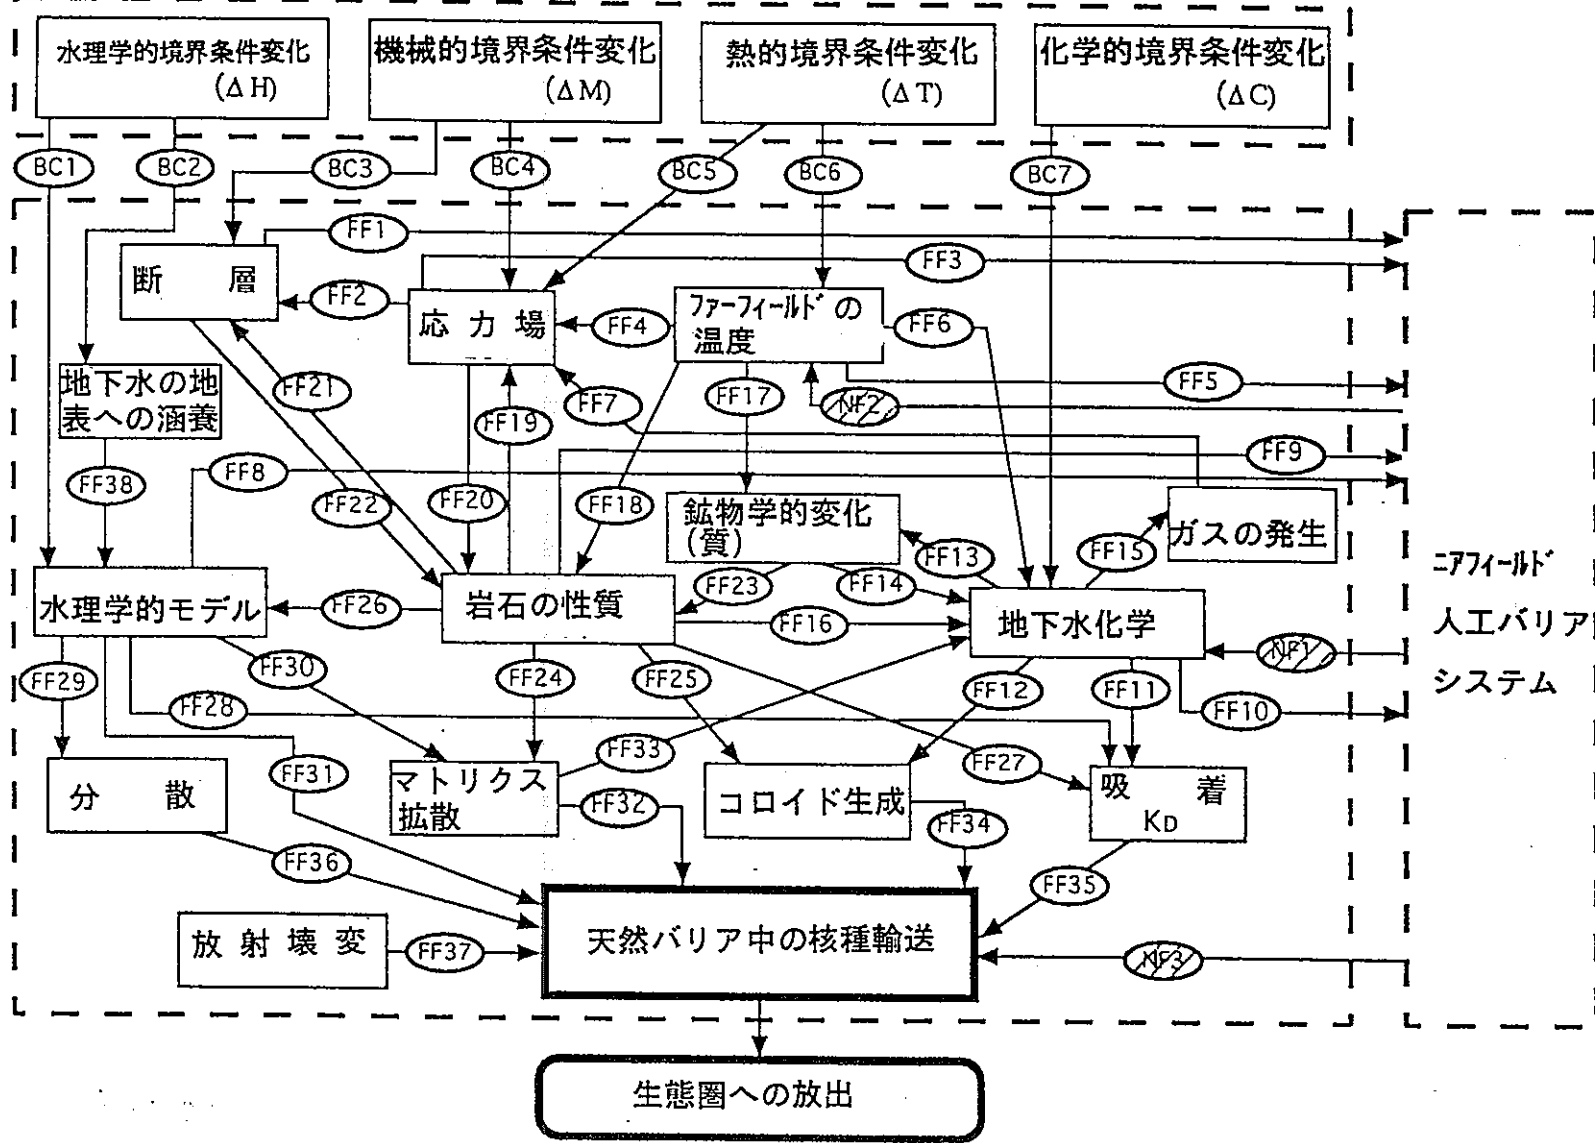 水理学的境界条件変化
(ΔH)
機械的境界条件変化
(ΔM)
熱的境界条件変化
(ΔT)
化学的境界条件変化
(ΔC)
BC1
BC2
BC3
BC4
BC5
BC6
BC7
FF1
断 層
FF2
応 力 場
FF3
FF4
ファーフィールドの
温度
FF6
FF5
地下水の地
表への涵養
FF21
FF19
FF7
FF17
NF2
FF9
FF38
FF8
FF22
FF20
FF18
鉱物学的変化
(質)
FF13
FF15
ガスの発生
水理学的モデル
FF26
岩石の性質
FF23
FF14
FF16
地下水化学
NF1
ニアフィールド
人工バリア
システム
FF29
FF30
FF28
FF24
FF25
FF12
FF11
FF10
FF31
FF33
FF27
分 散
マトリクス
拡散
FF32
コロイド生成
FF34
吸 着
KD
FF36
FF35
放 射 壊 変
FF37
天然バリア中の核種輸送
NF3
生態圏への放出